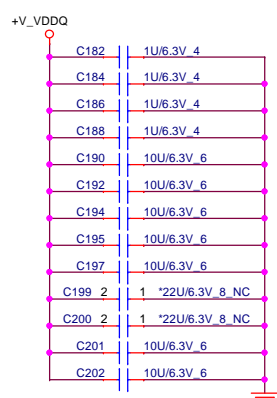 +V_VDDQ
C182 1U/6.3V_4
C184 1U/6.3V_4
C186 1U/6.3V_4
C188 1U/6.3V_4
C190 10U/6.3V_6
C192 10U/6.3V_6
C194 10U/6.3V_6
C195 10U/6.3V_6
C197 10U/6.3V_6
C199 2 1 *22U/6.3V_8_NC
C200 2 1 *22U/6.3V_8_NC
C201 10U/6.3V_6
C202 10U/6.3V_6